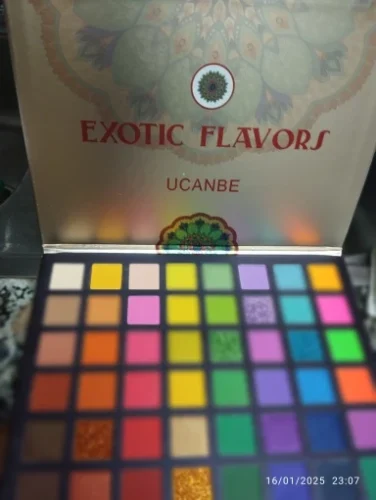 EXOTIC FLAVORS
UCANBE
16/01/2025 23:07